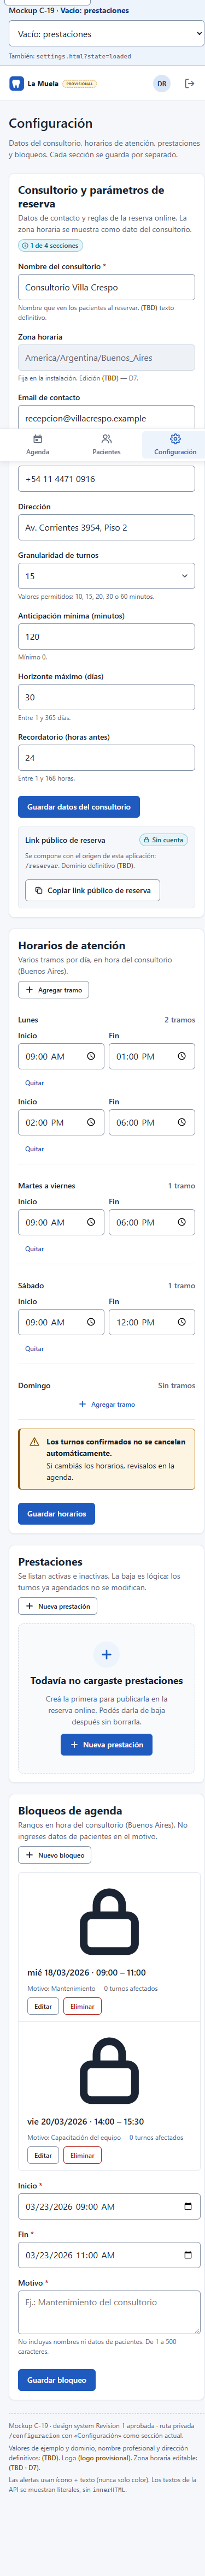 Mockup C-19 · Vacío: prestaciones
Vacío: prestaciones
También: settings.html?state=loaded
La Muela PROVISIONAL DR
Configuración
Datos del consultorio, horarios de atención, prestaciones
y bloqueos. Cada sección se guarda por separado.
Consultorio y parámetros de
reserva
Datos de contacto y reglas de la reserva online. La
zona horaria se muestra como dato del consultorio.
1 de 4 secciones
Nombre del consultorio *
Consultorio Villa Crespo
Nombre que ven los pacientes al reservar. (TBD) texto
definitivo.
Zona horaria
America/Argentina/Buenos_Aires
Fija en la instalación. Edición (TBD) — D7.
Email de contacto
recepcion@villacrespo.example
Agenda
Pacientes
Configuración
+54 11 4471 0916
Dirección
Av. Corrientes 3954, Piso 2
Granularidad de turnos
15
Valores permitidos: 10, 15, 20, 30 o 60 minutos.
Anticipación mínima (minutos)
120
Mínimo 0.
Horizonte máximo (días)
30
Entre 1 y 365 días.
Recordatorio (horas antes)
24
Entre 1 y 168 horas.
Guardar datos del consultorio
Link público de reserva
Sin cuenta
Se compone con el origen de esta aplicación:
/reservar. Dominio definitivo (TBD).
Copiar link público de reserva
Horarios de atención
Varios tramos por día, en hora del consultorio
(Buenos Aires).
Agregar tramo
Lunes 2 tramos
Inicio Fin
09:00 AM 01:00 PM
Quitar
Inicio Fin
02:00 PM 06:00 PM
Quitar
Martes a viernes 1 tramo
Inicio Fin
09:00 AM 06:00 PM
Quitar
Sábado 1 tramo
Inicio Fin
09:00 AM 12:00 PM
Quitar
Domingo Sin tramos
Agregar tramo
Los turnos confirmados no se cancelan
automáticamente.
Si cambiás los horarios, revisalos en la
agenda.
Guardar horarios
Prestaciones
Se listan activas e inactivas. La baja es lógica: los
turnos ya agendados no se modifican.
Nueva prestación
Todavía no cargaste prestaciones
Creá la primera para publicarla en la
reserva online. Podés darla de baja
después sin borrarla.
Nueva prestación
Bloqueos de agenda
Rangos en hora del consultorio (Buenos Aires). No
ingreses datos de pacientes en el motivo.
Nuevo bloqueo
mié 18/03/2026 · 09:00 – 11:00
Motivo: Mantenimiento 0 turnos afectados
Editar Eliminar
vie 20/03/2026 · 14:00 – 15:30
Motivo: Capacitación del equipo 0 turnos afectados
Editar Eliminar
Inicio *
03/23/2026 09:00 AM
Fin *
03/23/2026 11:00 AM
Motivo *
Ej.: Mantenimiento del consultorio
No incluyas nombres ni datos de pacientes. De 1 a 500
caracteres.
Guardar bloqueo
Mockup C-19 · design system Revision 1 aprobada · ruta privada
/configuracion con «Configuración» como sección actual.
Valores de ejemplo y dominio, nombre profesional y dirección
definitivos: (TBD). Logo (logo provisional). Zona horaria editable:
(TBD · D7).
Las alertas usan ícono + texto (nunca solo color). Los textos de la
API se muestran literales, sin innerHTML.